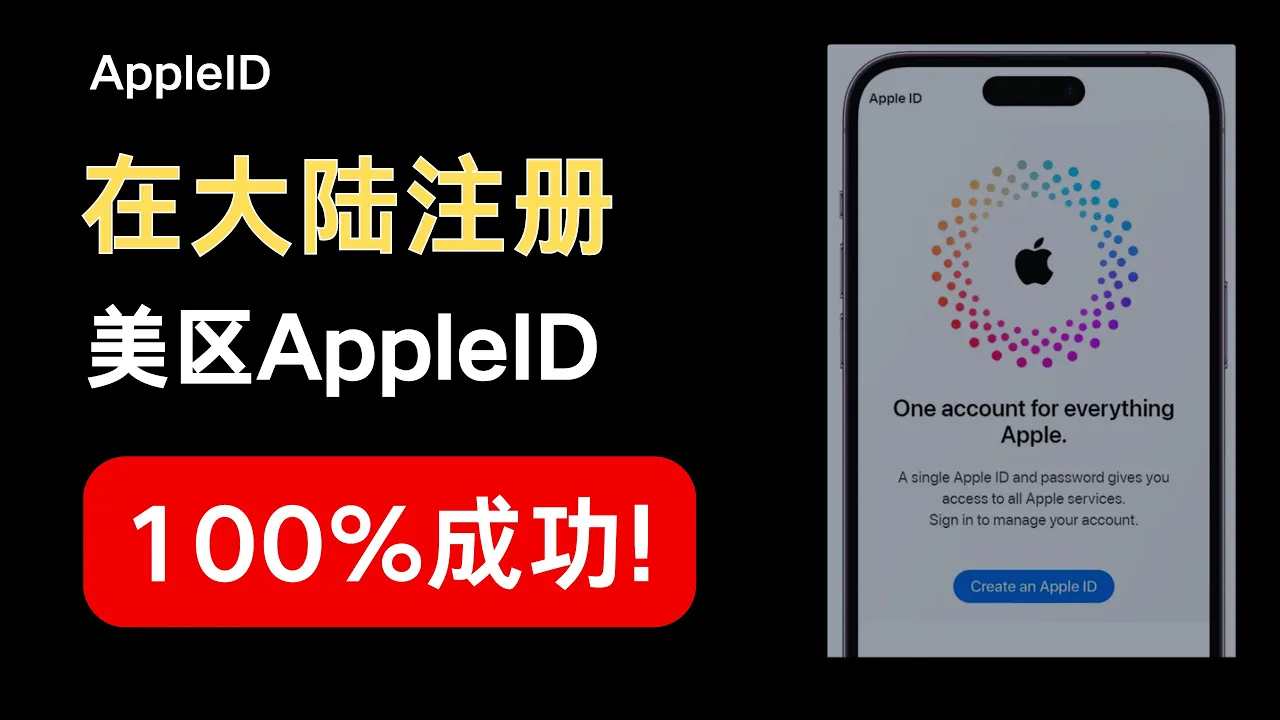 AppleID
在大陆注册
美区AppleID
100%成功!
Apple ID
One account for everything
Apple.
A single Apple ID and password gives you
access to all Apple services.
Sign in to manage your account.
Create an Apple ID